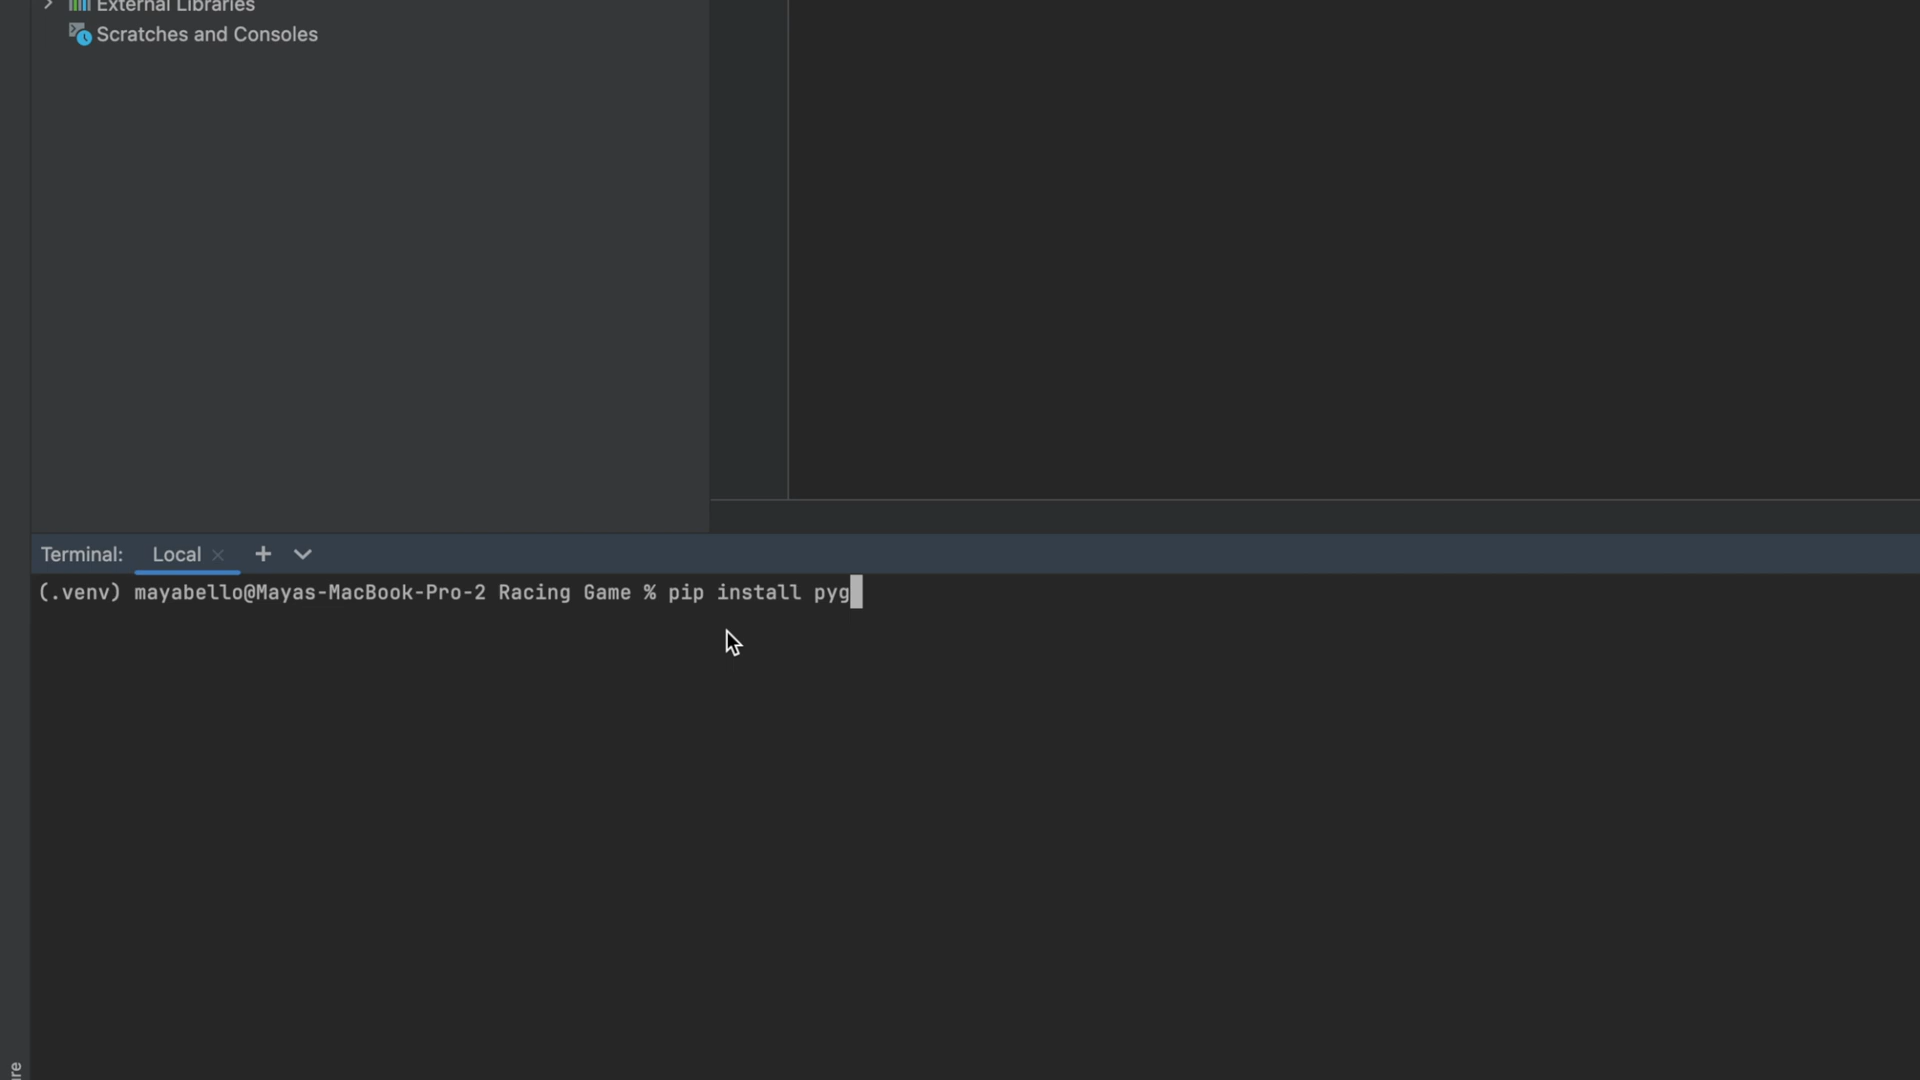 External Libraries
Scratches and Consoles
Terminal: Local
(.venv) mayabello@Mayas-MacBook-Pro-2 Racing Game % pip install pyg